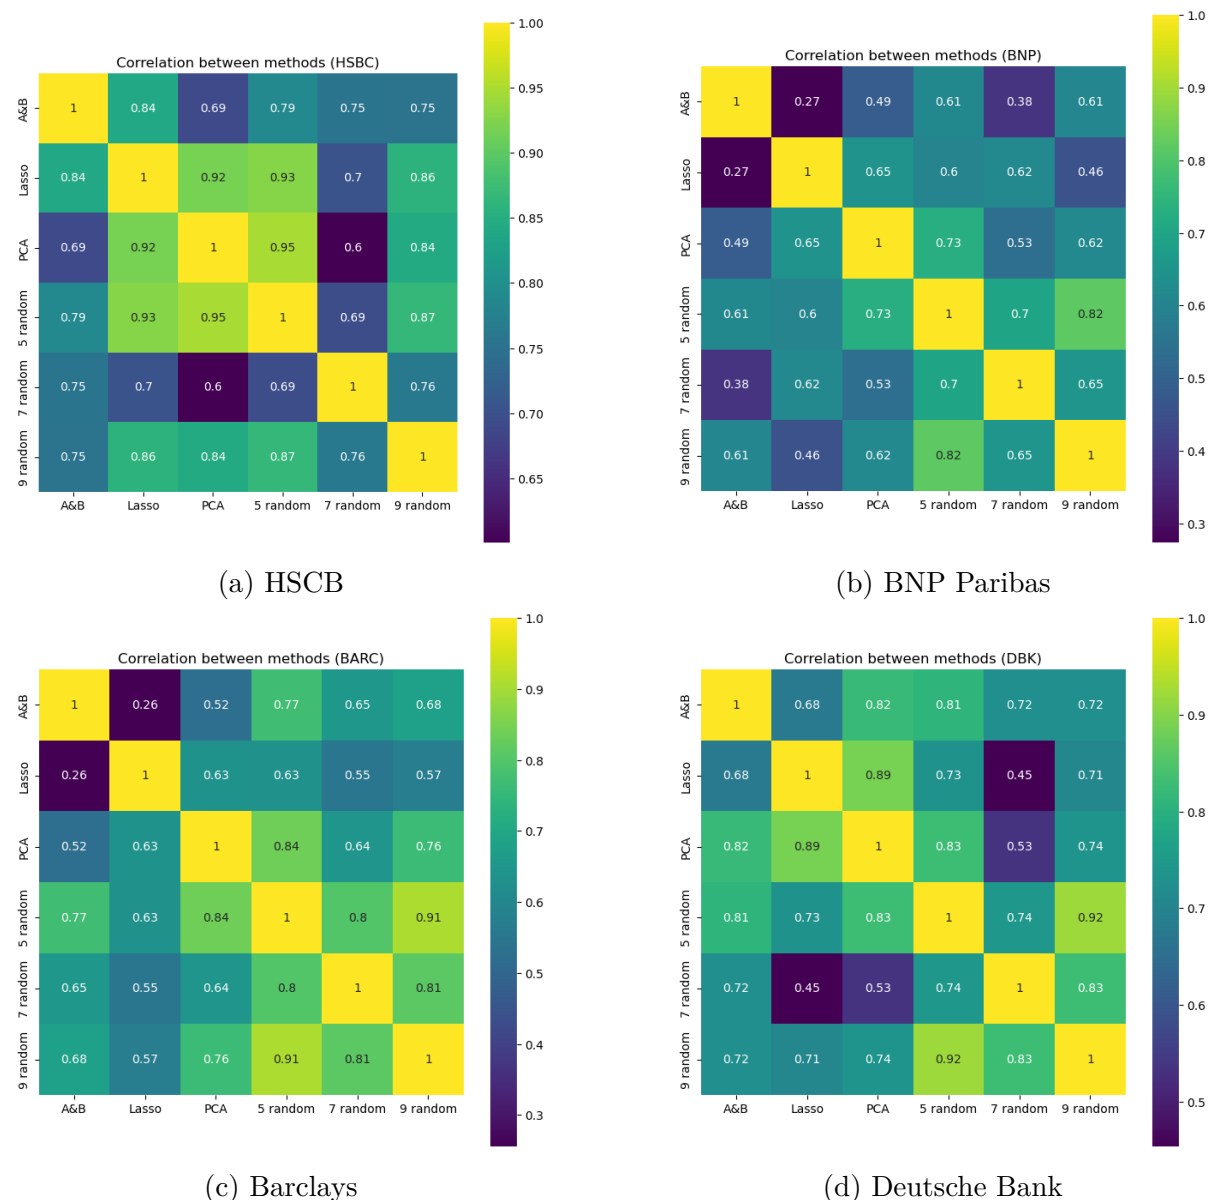 Correlation between methods (HSBC)
A&B 1 0.84 0.69 0.79 0.75 0.75
Lasso 0.84 1 0.92 0.93 0.7 0.86
PCA 0.69 0.92 1 0.95 0.6 0.84
5 random 0.79 0.93 0.95 1 0.69 0.87
7 random 0.75 0.7 0.6 0.69 1 0.76
9 random 0.75 0.86 0.84 0.87 0.76 1
A&B Lasso PCA 5 random 7 random 9 random
1.00
0.95
0.90
0.85
0.80
0.75
0.70
0.65
(a) HSCB
Correlation between methods (BNP)
A&B 1 0.27 0.49 0.61 0.38 0.61
Lasso 0.27 1 0.65 0.6 0.62 0.46
PCA 0.49 0.65 1 0.73 0.53 0.62
5 random 0.61 0.6 0.73 1 0.7 0.82
7 random 0.38 0.62 0.53 0.7 1 0.65
9 random 0.61 0.46 0.62 0.82 0.65 1
A&B Lasso PCA 5 random 7 random 9 random
1.0
0.9
0.8
0.7
0.6
0.5
0.4
0.3
(b) BNP Paribas
Correlation between methods (BARC)
A&B 1 0.26 0.52 0.77 0.65 0.68
Lasso 0.26 1 0.63 0.63 0.55 0.57
PCA 0.52 0.63 1 0.84 0.64 0.76
5 random 0.77 0.63 0.84 1 0.8 0.91
7 random 0.65 0.55 0.64 0.8 1 0.81
9 random 0.68 0.57 0.76 0.91 0.81 1
A&B Lasso PCA 5 random 7 random 9 random
1.0
0.9
0.8
0.7
0.6
0.5
0.4
0.3
(c) Barclays
Correlation between methods (DBK)
A&B 1 0.68 0.82 0.81 0.72 0.72
Lasso 0.68 1 0.89 0.73 0.45 0.71
PCA 0.82 0.89 1 0.83 0.53 0.74
5 random 0.81 0.73 0.83 1 0.74 0.92
7 random 0.72 0.45 0.53 0.74 1 0.83
9 random 0.72 0.71 0.74 0.92 0.83 1
A&B Lasso PCA 5 random 7 random 9 random
1.0
0.9
0.8
0.7
0.6
0.5
(d) Deutsche Bank